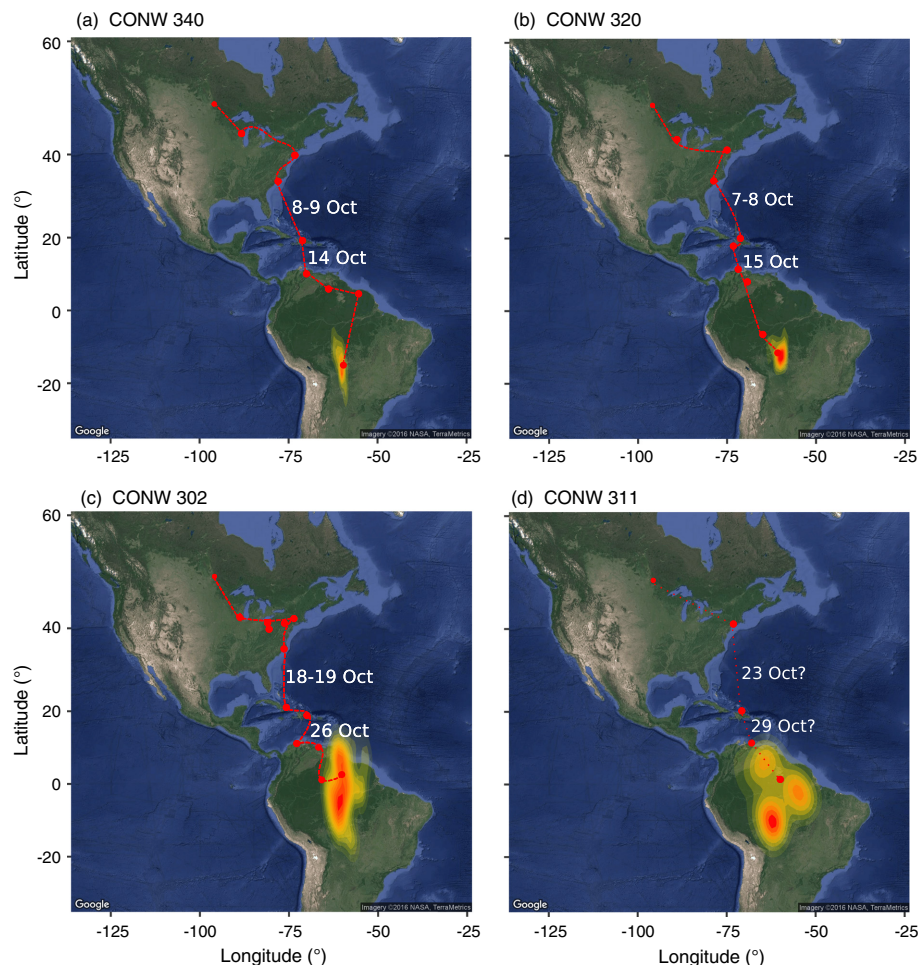 (a) CONW 340
(b) CONW 320
60
40
20
0
-20
Latitude (°)
8-9 Oct
14 Oct
7-8 Oct
15 Oct
Google
Imagery ©2016 NASA, TerraMetrics
Google
Imagery ©2016 NASA, TerraMetrics
-125 -100 -75 -50 -25
-125 -100 -75 -50 -25
(c) CONW 302
(d) CONW 311
60
40
20
0
-20
Latitude (°)
18-19 Oct
26 Oct
23 Oct?
29 Oct?
Google
Imagery ©2016 NASA, TerraMetrics
Google
Imagery ©2016 NASA, TerraMetrics
-125 -100 -75 -50 -25
-125 -100 -75 -50 -25
Longitude (°)
Longitude (°)